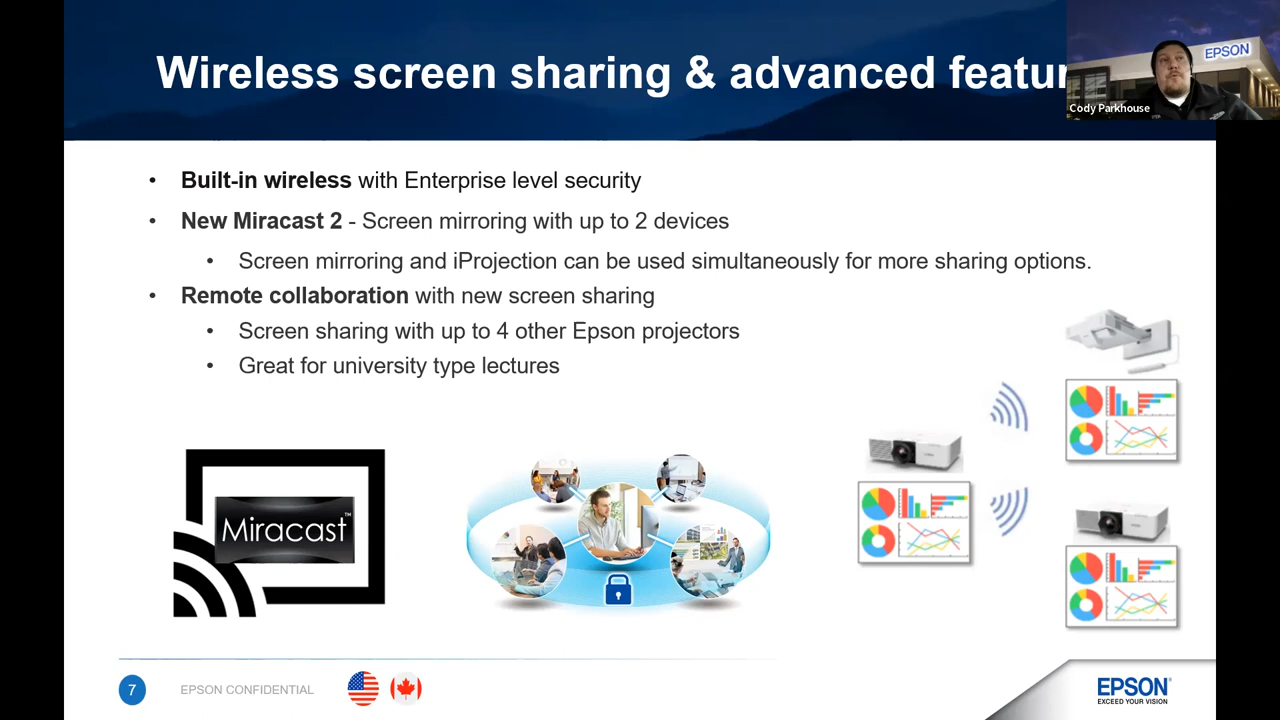 Wireless screen sharing & advanced featur
EPSON
Cody Parkhouse
• Built-in wireless with Enterprise level security
• New Miracast 2 - Screen mirroring with up to 2 devices
• Screen mirroring and iProjection can be used simultaneously for more sharing options.
• Remote collaboration with new screen sharing
• Screen sharing with up to 4 other Epson projectors
• Great for university type lectures
Miracast™
7
EPSON CONFIDENTIAL
EPSON®
EXCEED YOUR VISION